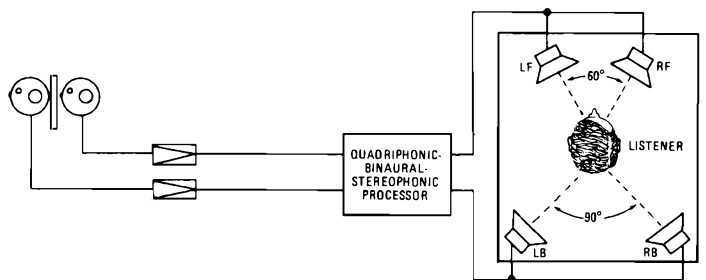 LF
RF
60°
LISTENER
QUADRIPHONIC-
BINAURAL-
STEREOPHONIC
PROCESSOR
90°
LB
RB